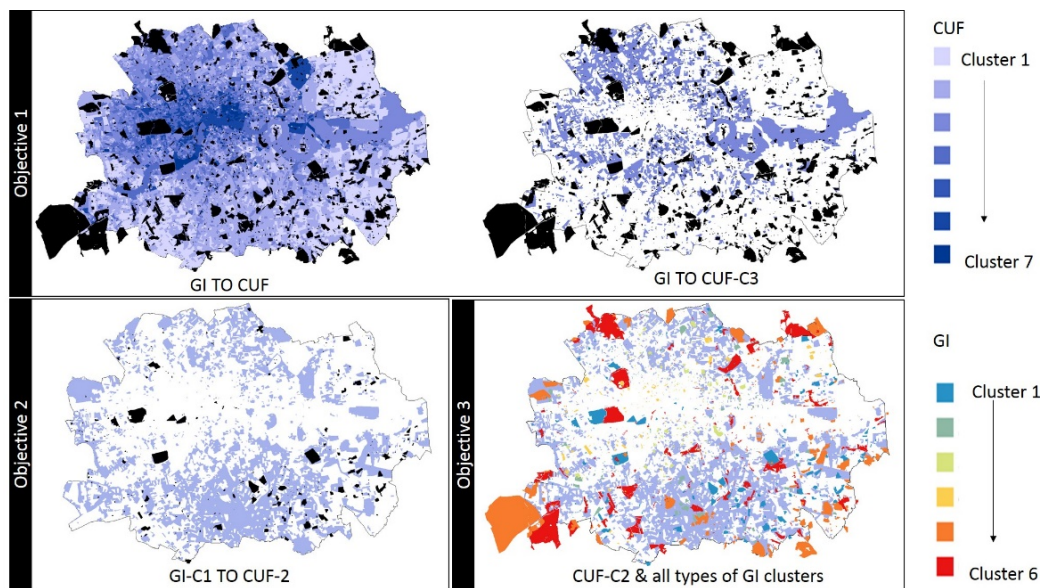 Objective 1
GI TO CUF
GI TO CUF-C3
CUF
Cluster 1
Cluster 7
Objective 2
GI-C1 TO CUF-2
Objective 3
CUF-C2 & all types of GI clusters
GI
Cluster 1
Cluster 6